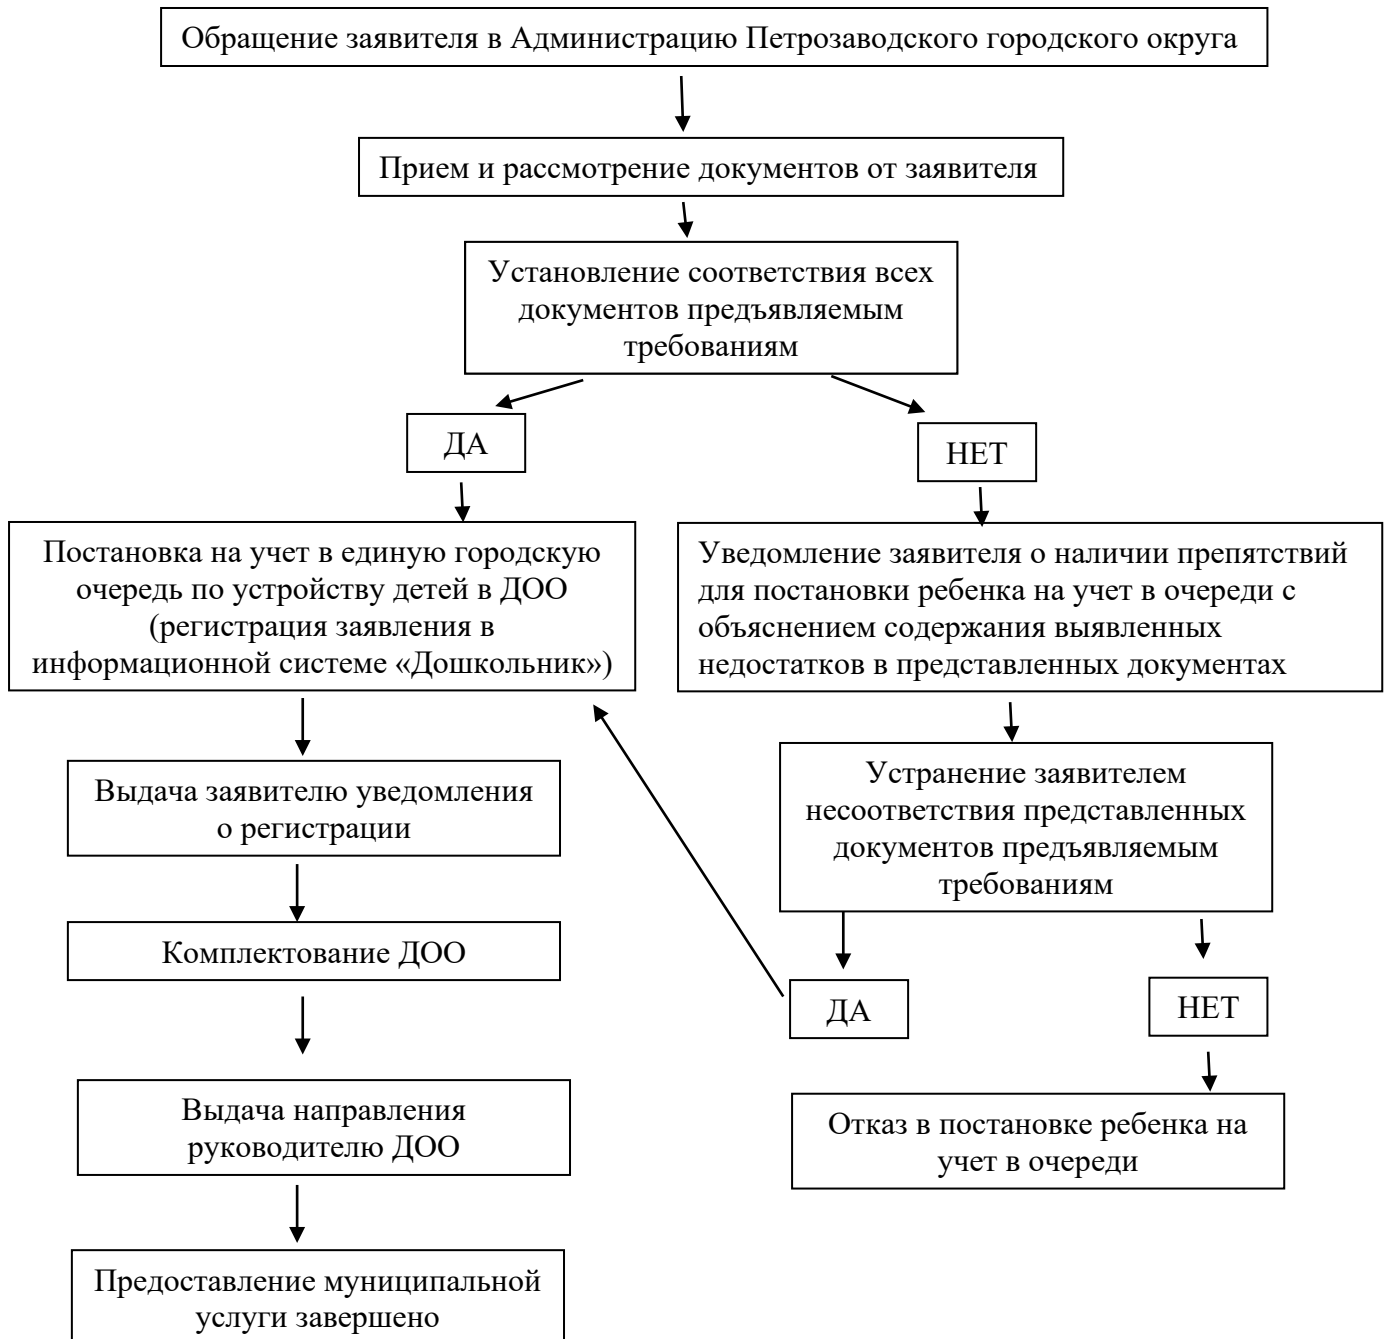 Обращение заявителя в Администрацию Петрозаводского городского округа
Прием и рассмотрение документов от заявителя
Установление соответствия всех
документов предъявляемым
требованиям
ДА
НЕТ
Постановка на учет в единую городскую
очередь по устройству детей в ДОО
(регистрация заявления в
информационной системе «Дошкольник»)
Уведомление заявителя о наличии препятствий
для постановки ребенка на учет в очереди с
объяснением содержания выявленных
недостатков в представленных документах
Выдача заявителю уведомления
о регистрации
Устранение заявителем
несоответствия представленных
документов предъявляемым
требованиям
Комплектование ДОО
ДА
НЕТ
Выдача направления
руководителю ДОО
Отказ в постановке ребенка на
учет в очереди
Предоставление муниципальной
услуги завершено